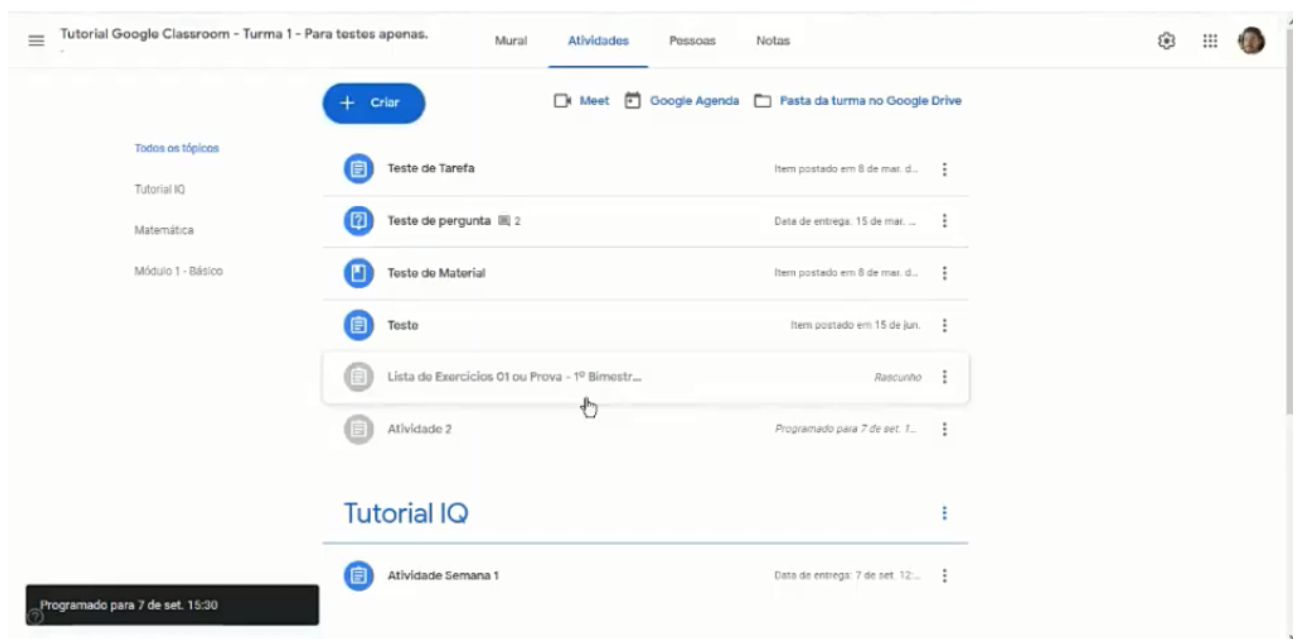 Tutorial Google Classroom - Turma 1 - Para testes apenas.
Mural Atividades Pessoas Notas
Criar
Meet Google Agenda Pasta da turma no Google Drive
Todos os tópicos
Tutorial IQ
Matemática
Módulo 1 - Básico
Teste de Tarefa Item postado em 8 de mar. d...
Teste de pergunta 2 Data de entrega: 15 de mar. ...
Teste de Material Item postado em 8 de mar. d...
Teste Item postado em 15 de jun.
Lista de Exercicios 01 ou Prova - 1º Bimestr... Rascunho
Atividade 2 Programado para 7 de set. 1...
Tutorial IQ
Atividade Semana 1 Data de entrega: 7 de set. 12:...
Programado para 7 de set. 15:30